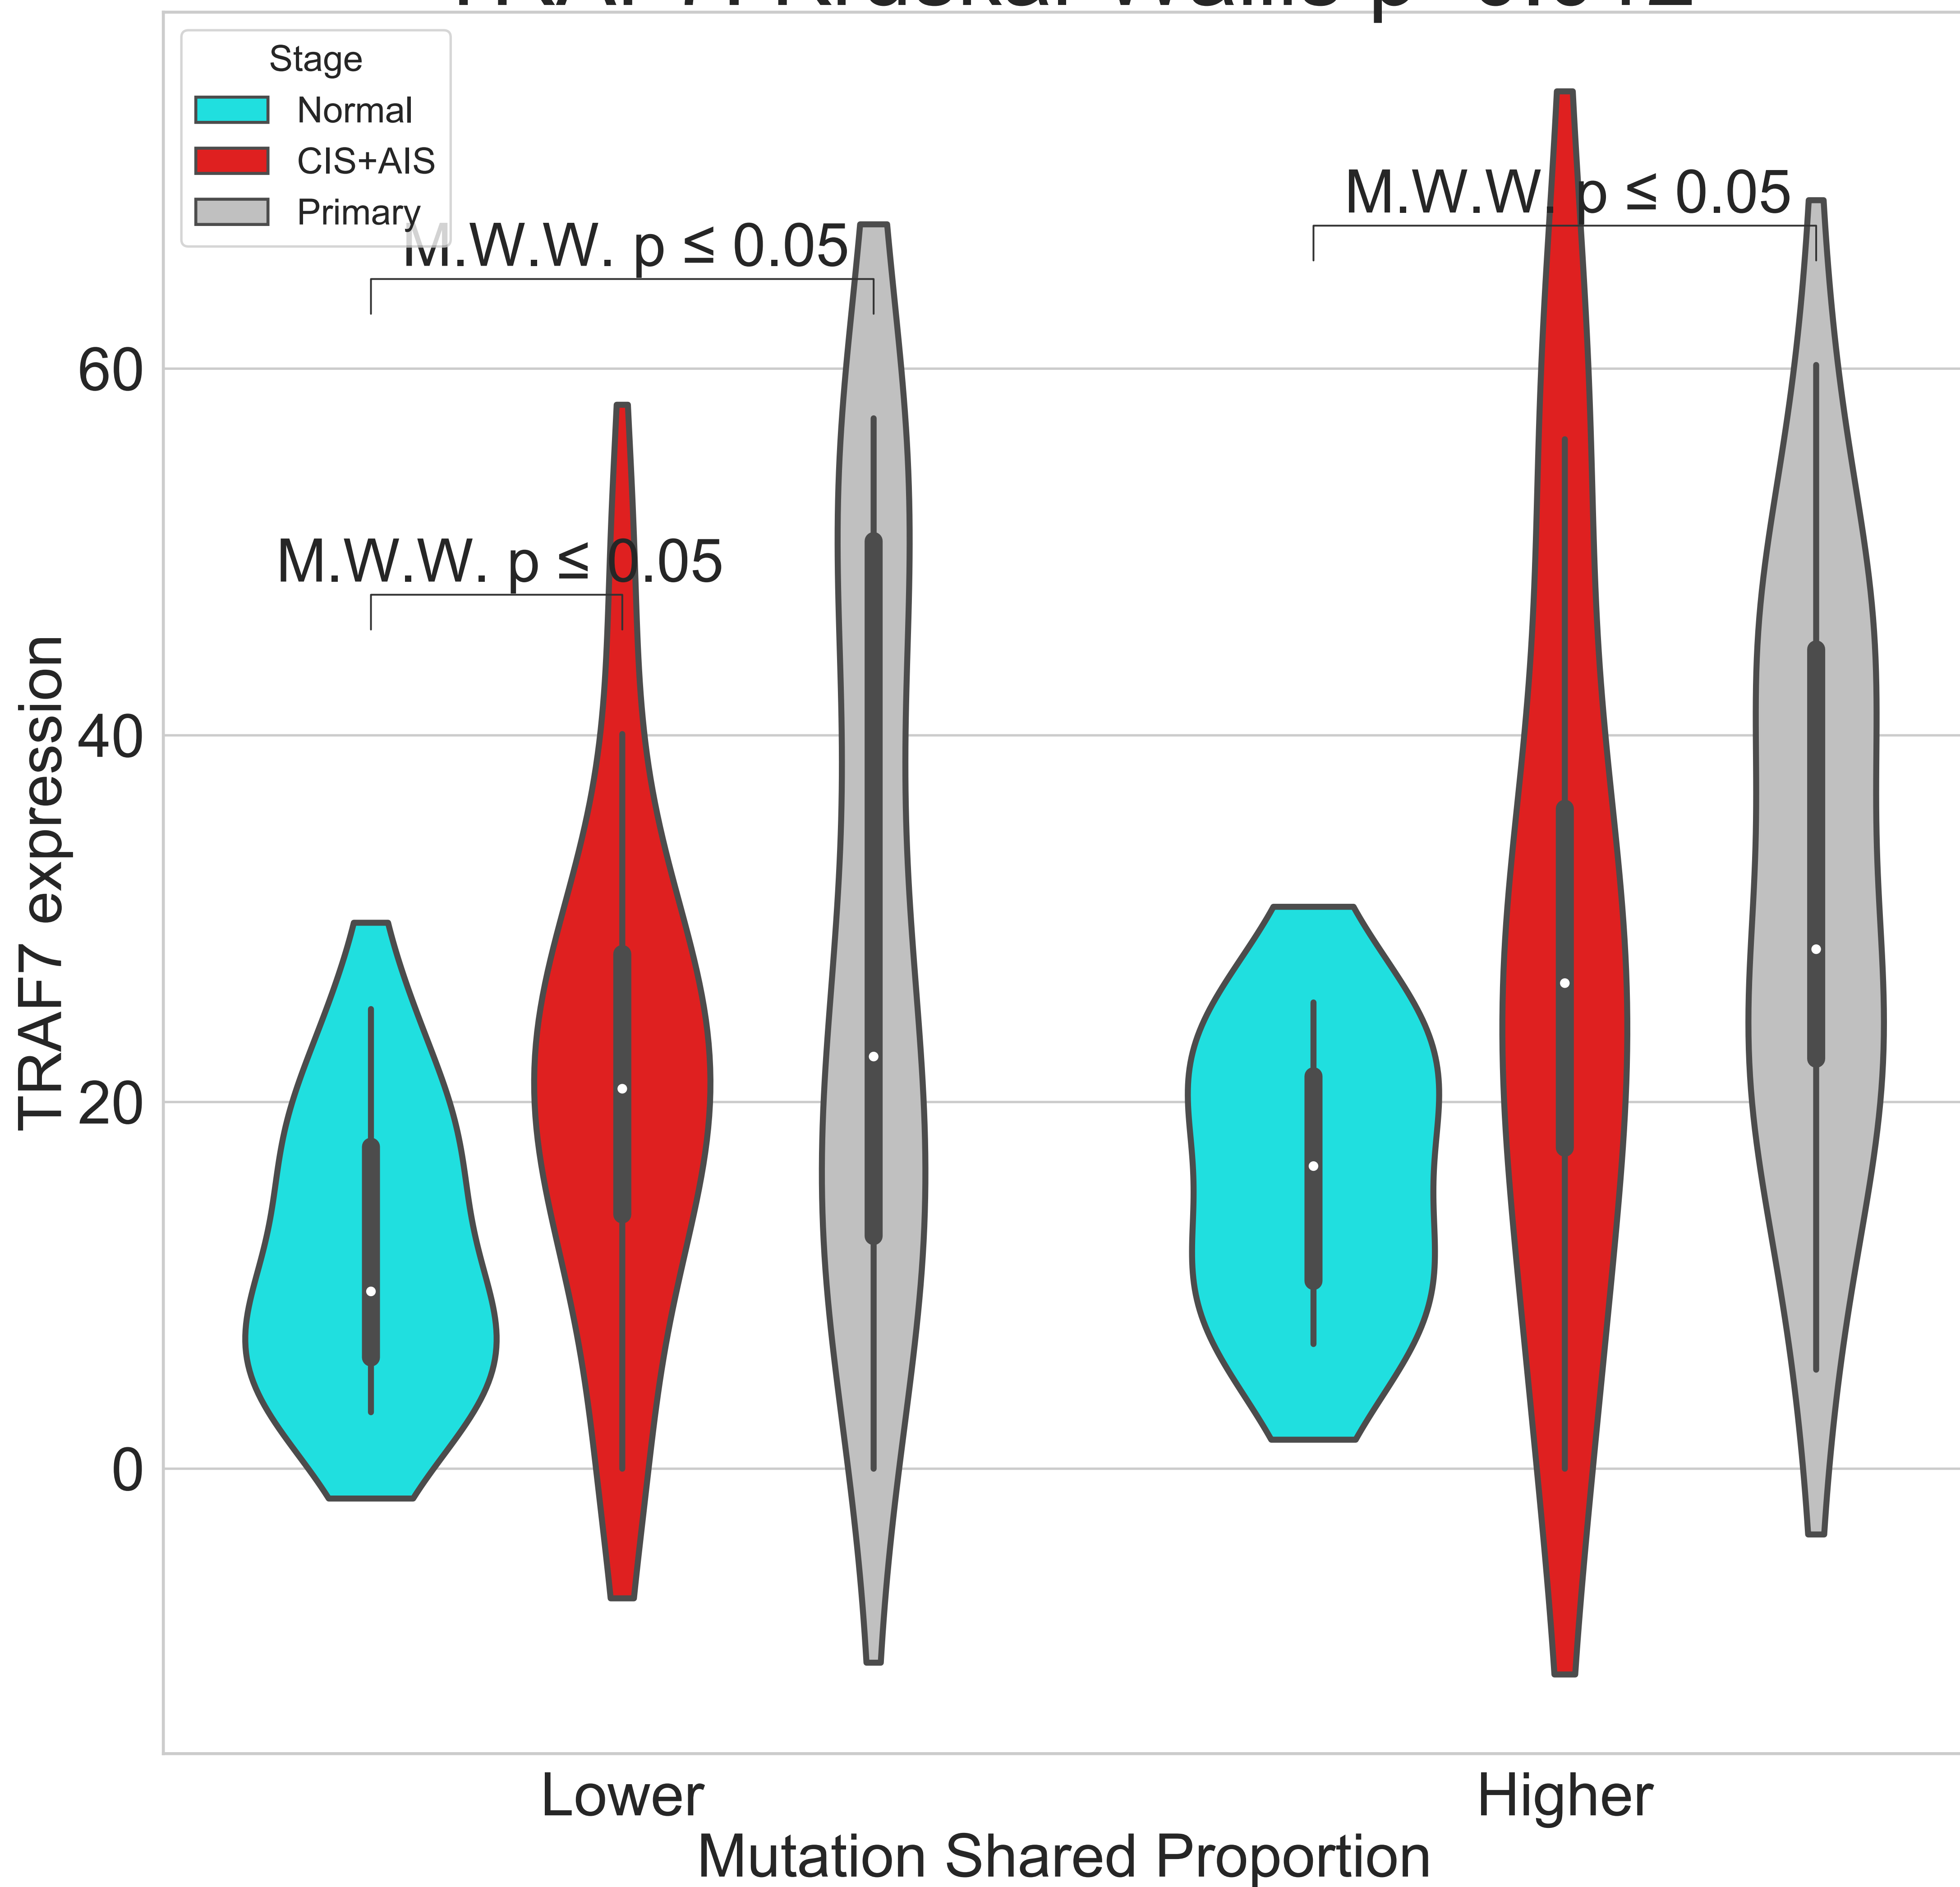 Stage
Normal
CIS+AIS
Primary
M.W.W. p ≤ 0.05
M.W.W. p ≤ 0.05
M.W.W. p ≤ 0.05
60
40
20
0
TRAF7 expression
Lower
Higher
Mutation Shared Proportion